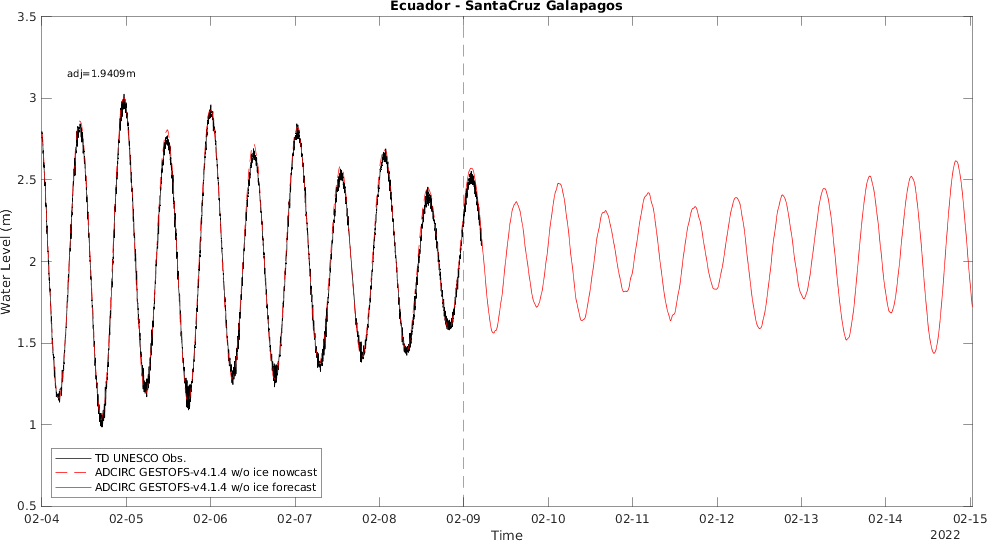 Ecuador - SantaCruz Galapagos
3.5
adj=1.9409m
3
2.5
Water Level (m)
2
1.5
1
TD UNESCO Obs.
ADCIRC GESTOFS-v4.1.4 w/o ice nowcast
ADCIRC GESTOFS-v4.1.4 w/o ice forecast
0.5
02-04 02-05 02-06 02-07 02-08 02-09 02-10 02-11 02-12 02-13 02-14 02-15
Time
2022